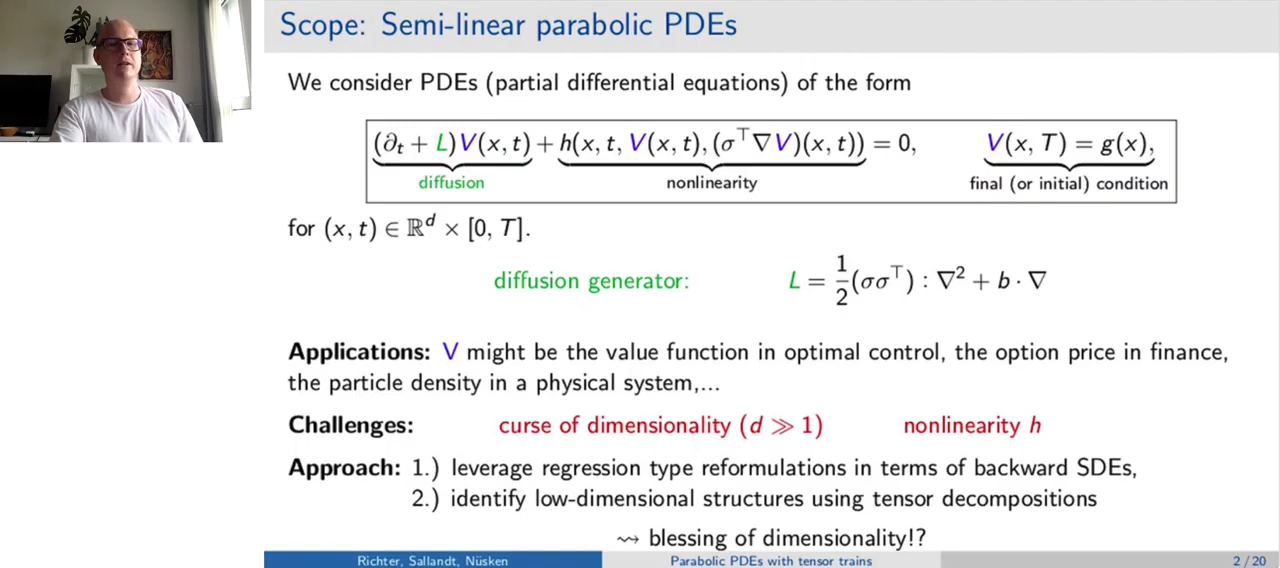 Scope: Semi-linear parabolic PDEs
We consider PDEs (partial differential equations) of the form
(∂ₜ + L)V(x, t) + h(x, t, V(x, t), (σ⊤∇V)(x, t)) = 0, V(x, T) = g(x),
diffusion nonlinearity final (or initial) condition
for (x, t) ∈ ℝᵈ × [0, T].
diffusion generator: L = 1/2 (σσ⊤) : ∇² + b · ∇
Applications: V might be the value function in optimal control, the option price in finance,
the particle density in a physical system,...
Challenges: curse of dimensionality (d ≫ 1) nonlinearity h
Approach: 1.) leverage regression type reformulations in terms of backward SDEs,
2.) identify low-dimensional structures using tensor decompositions
⇝ blessing of dimensionality!?
Richter, Sallandt, Nüsken Parabolic PDEs with tensor trains 2 / 20